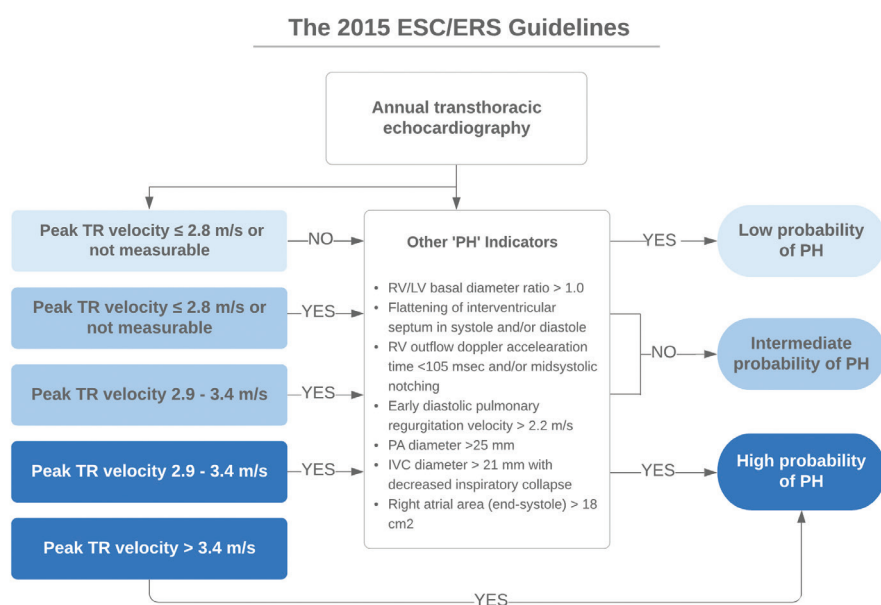 The 2015 ESC/ERS Guidelines
Annual transthoracic
echocardiography
Peak TR velocity ≤ 2.8 m/s or
not measurable
NO
Other 'PH' Indicators
YES
Low probability
of PH
Peak TR velocity ≤ 2.8 m/s or
not measurable
YES
Peak TR velocity 2.9 - 3.4 m/s
YES
• RV/LV basal diameter ratio > 1.0
• Flattening of interventricular
septum in systole and/or diastole
• RV outflow doppler accelearation
time <105 msec and/or midsystolic
notching
• Early diastolic pulmonary
regurgitation velocity > 2.2 m/s
• PA diameter >25 mm
• IVC diameter > 21 mm with
decreased inspiratory collapse
• Right atrial area (end-systole) > 18
cm2
NO
Intermediate
probability of PH
Peak TR velocity 2.9 - 3.4 m/s
YES
YES
High probability
of PH
Peak TR velocity > 3.4 m/s
YES